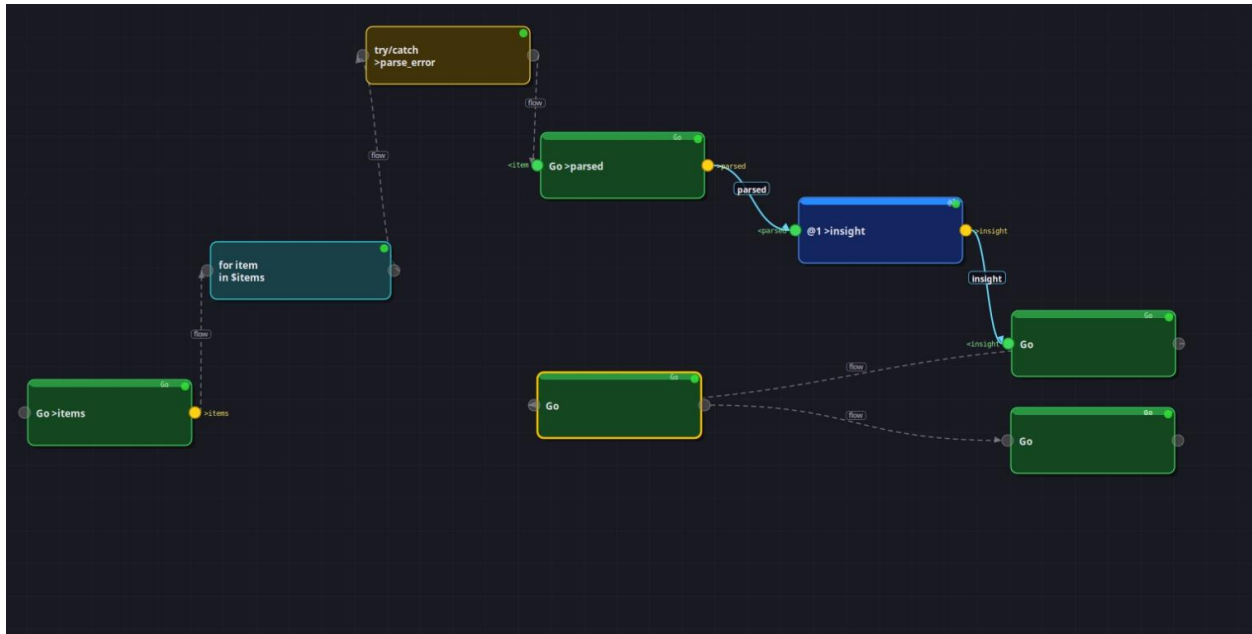 try/catch
>parse_error
flow
Go
<item
Go >parsed
>parsed
flow
parsed
@1
<parsed
@1 >insight
>insight
for item
in $items
insight
flow
Go
<insight
Go
flow
Go
Go
Go >items
>items
Go
flow
Go
Go